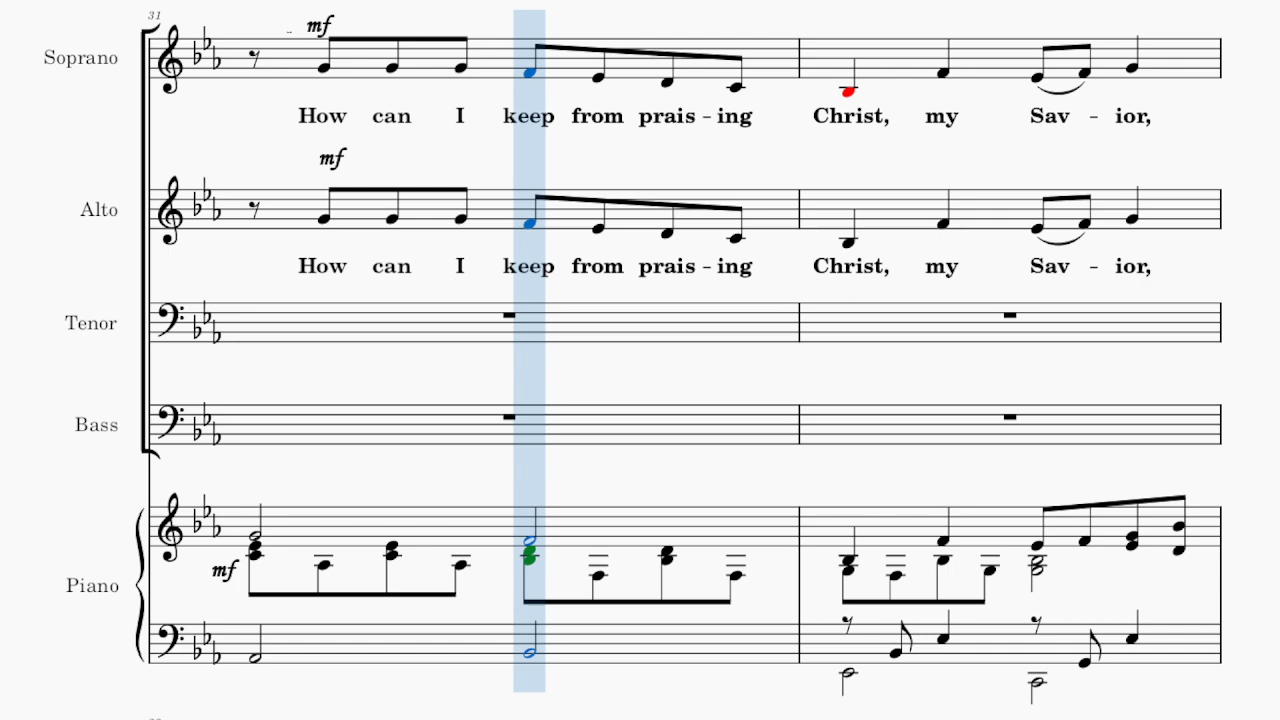 31
mf
Soprano
How can I keep from prais - ing Christ, my Sav - ior,
mf
Alto
How can I keep from prais - ing Christ, my Sav - ior,
Tenor
Bass
mf
Piano